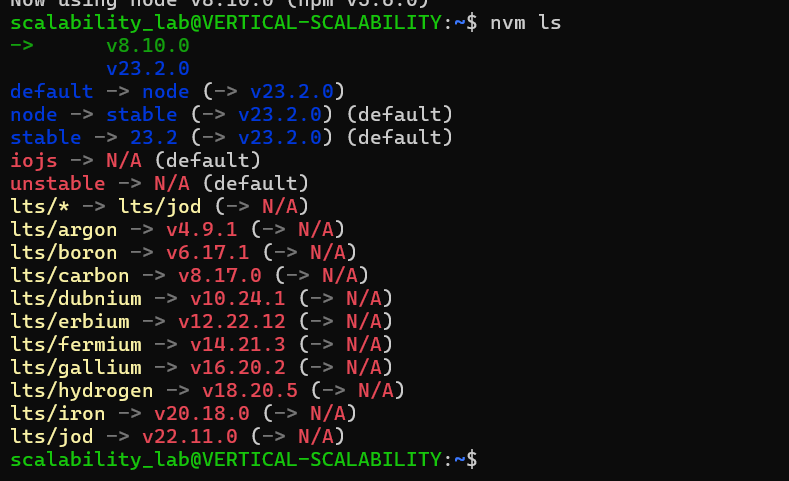 Now using node v8.10.0 (npm v5.6.0)
scalability_lab@VERTICAL-SCALABILITY:~$ nvm ls
->       v8.10.0
         v23.2.0
default -> node (-> v23.2.0)
node -> stable (-> v23.2.0) (default)
stable -> 23.2 (-> v23.2.0) (default)
iojs -> N/A (default)
unstable -> N/A (default)
lts/* -> lts/jod (-> N/A)
lts/argon -> v4.9.1 (-> N/A)
lts/boron -> v6.17.1 (-> N/A)
lts/carbon -> v8.17.0 (-> N/A)
lts/dubnium -> v10.24.1 (-> N/A)
lts/erbium -> v12.22.12 (-> N/A)
lts/fermium -> v14.21.3 (-> N/A)
lts/gallium -> v16.20.2 (-> N/A)
lts/hydrogen -> v18.20.5 (-> N/A)
lts/iron -> v20.18.0 (-> N/A)
lts/jod -> v22.11.0 (-> N/A)
scalability_lab@VERTICAL-SCALABILITY:~$